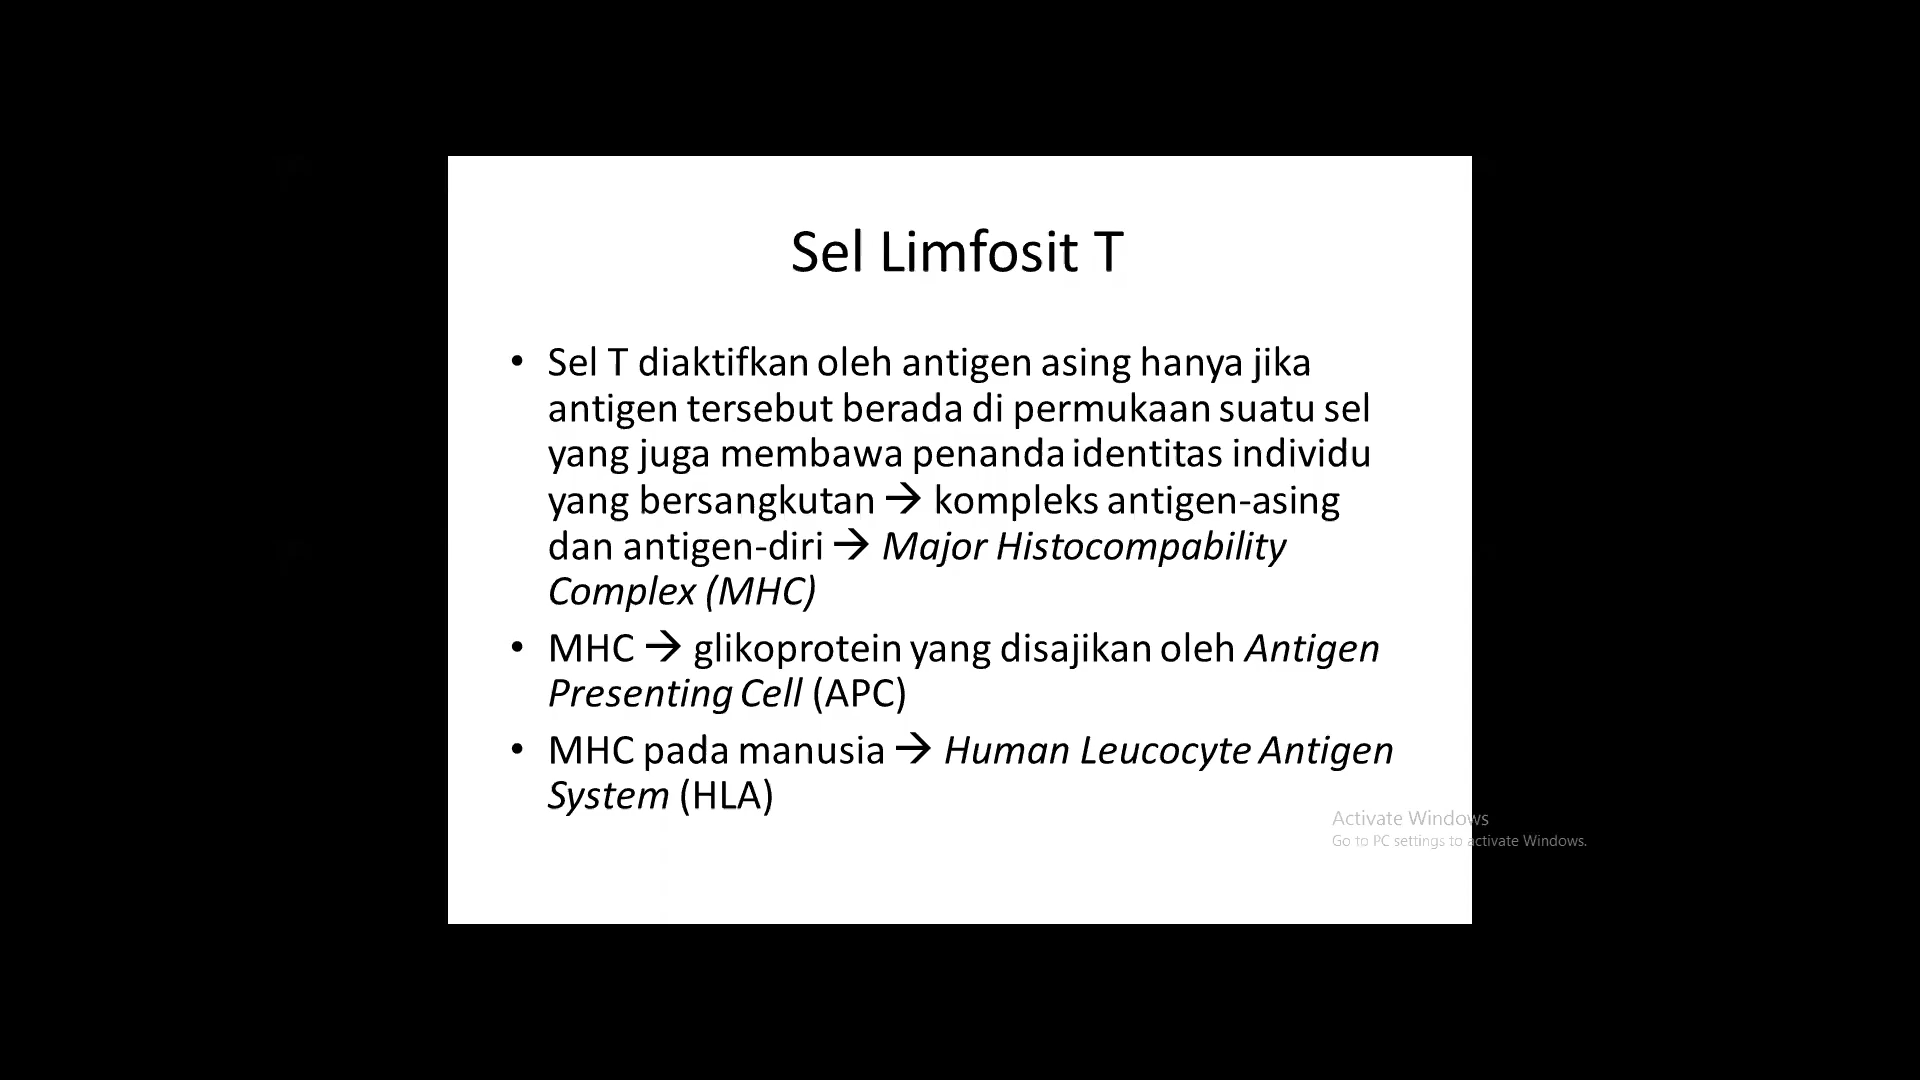 Sel Limfosit T
• Sel T diaktifkan oleh antigen asing hanya jika
antigen tersebut berada di permukaan suatu sel
yang juga membawa penanda identitas individu
yang bersangkutan → kompleks antigen-asing
dan antigen-diri → Major Histocompability
Complex (MHC)
• MHC → glikoprotein yang disajikan oleh Antigen
Presenting Cell (APC)
• MHC pada manusia → Human Leucocyte Antigen
System (HLA)
Activate Windows
Go to PC settings to activate Windows.